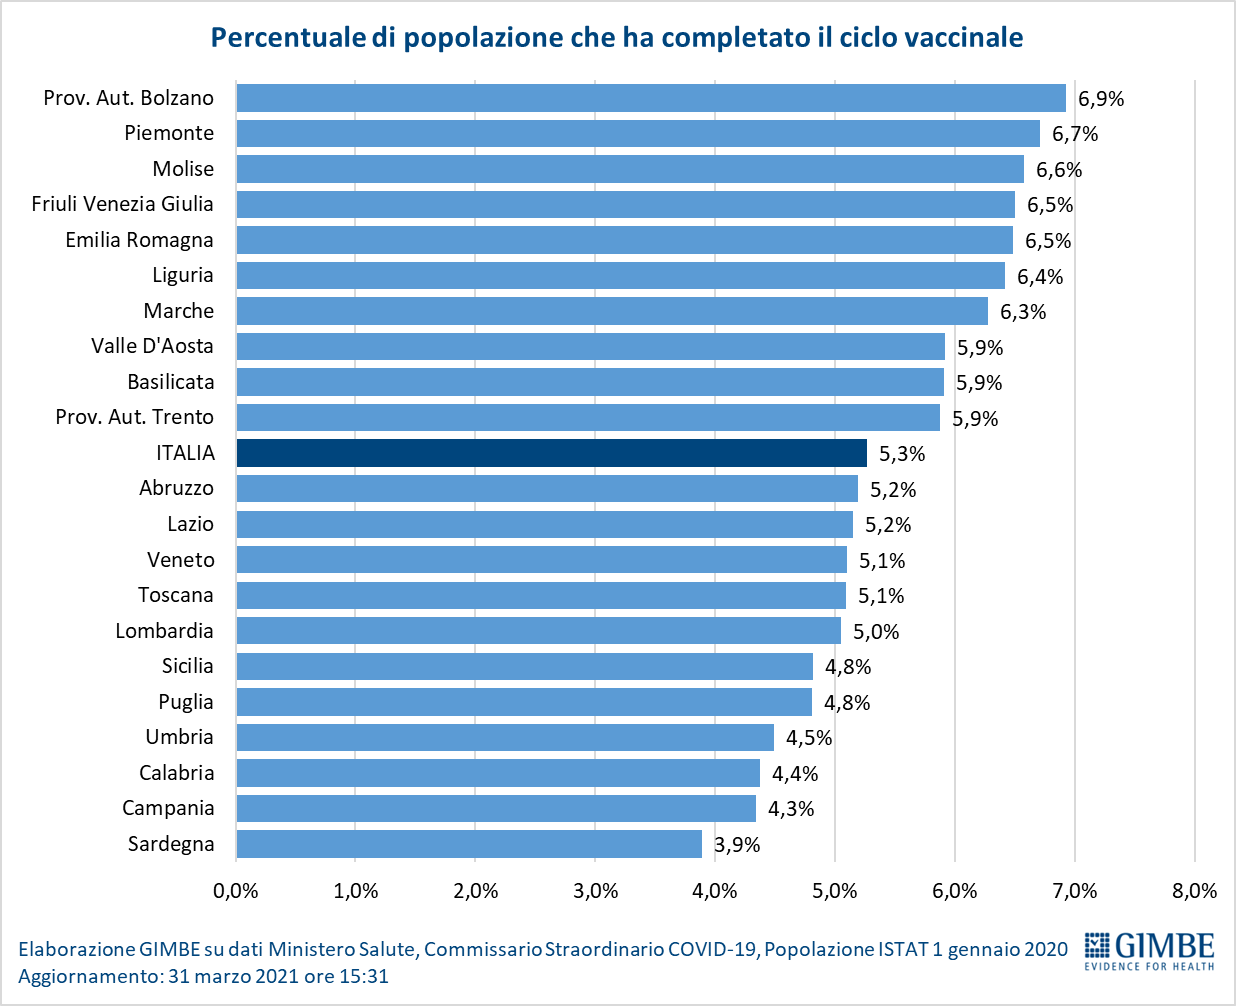 Percentuale di popolazione che ha completato il ciclo vaccinale
Prov. Aut. Bolzano 6,9%
Piemonte 6,7%
Molise 6,6%
Friuli Venezia Giulia 6,5%
Emilia Romagna 6,5%
Liguria 6,4%
Marche 6,3%
Valle D'Aosta 5,9%
Basilicata 5,9%
Prov. Aut. Trento 5,9%
ITALIA 5,3%
Abruzzo 5,2%
Lazio 5,2%
Veneto 5,1%
Toscana 5,1%
Lombardia 5,0%
Sicilia 4,8%
Puglia 4,8%
Umbria 4,5%
Calabria 4,4%
Campania 4,3%
Sardegna 3,9%
0,0% 1,0% 2,0% 3,0% 4,0% 5,0% 6,0% 7,0% 8,0%
Elaborazione GIMBE su dati Ministero Salute, Commissario Straordinario COVID-19, Popolazione ISTAT 1 gennaio 2020
Aggiornamento: 31 marzo 2021 ore 15:31
GIMBE
EVIDENCE FOR HEALTH